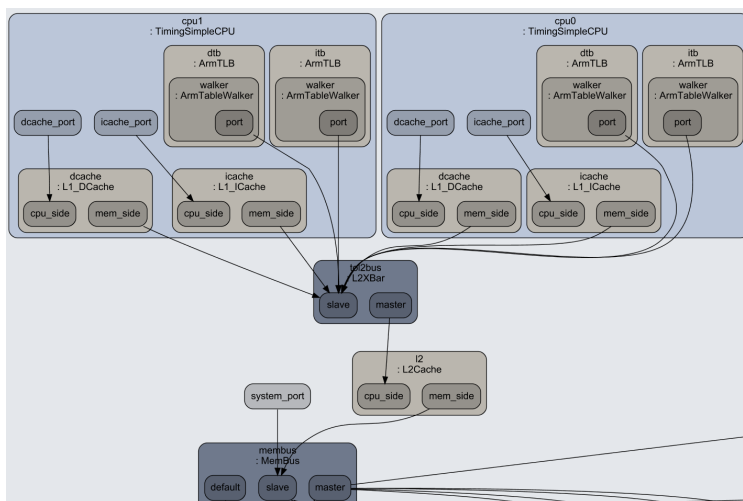 cpu1
: TimingSimpleCPU
cpu0
: TimingSimpleCPU
dtb
: ArmTLB
itb
: ArmTLB
dtb
: ArmTLB
itb
: ArmTLB
walker
: ArmTableWalker
walker
: ArmTableWalker
walker
: ArmTableWalker
walker
: ArmTableWalker
dcache_port
icache_port
port
port
dcache_port
icache_port
port
port
dcache
: L1_DCache
icache
: L1_ICache
dcache
: L1_DCache
icache
: L1_ICache
cpu_side
mem_side
cpu_side
mem_side
cpu_side
mem_side
cpu_side
mem_side
tol2bus
: L2XBar
slave
master
l2
: L2Cache
cpu_side
mem_side
system_port
membus
: MemBus
default
slave
master